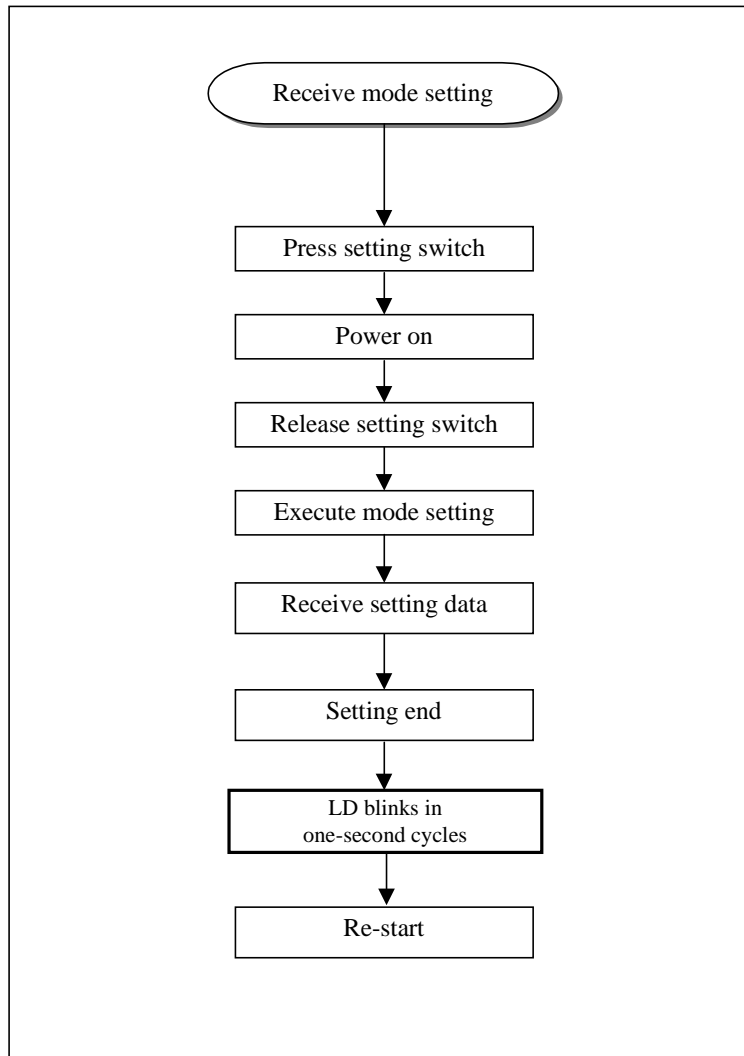 Receive mode setting
Press setting switch
Power on
Release setting switch
Execute mode setting
Receive setting data
Setting end
LD blinks in
one-second cycles
Re-start